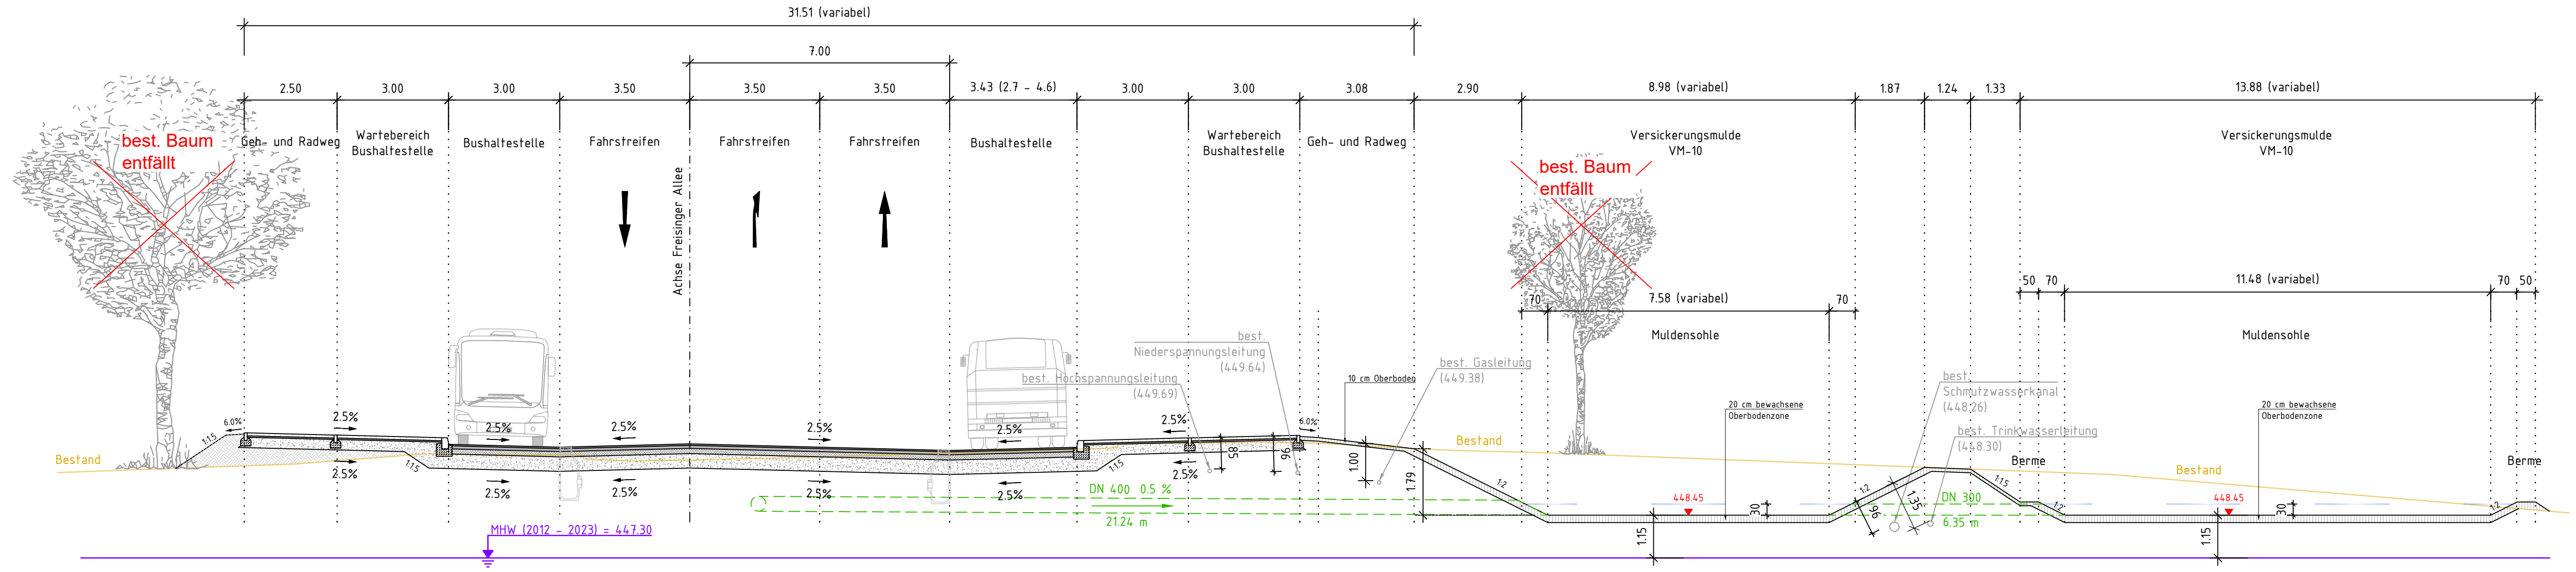 31.51 (variabel)
7.00
2.50
3.00
3.00
3.50
3.50
3.50
3.43 (2.7 - 4.6)
3.00
3.00
3.08
2.90
8.98 (variabel)
1.87
1.24
1.33
13.88 (variabel)
best. Baum
entfällt
Geh- und Radweg
Wartebereich
Bushaltestelle
Bushaltestelle
Fahrstreifen
Achse Freisinger Allee
Fahrstreifen
Fahrstreifen
Bushaltestelle
Wartebereich
Bushaltestelle
Geh- und Radweg
best. Baum
entfällt
Versickerungsmulde
VM-10
Versickerungsmulde
VM-10
70
7.58 (variabel)
70
Muldensohle
50
70
11.48 (variabel)
70
50
Muldensohle
best.
Niederspannungsleitung
(449.64)
best. Hochspannungsleitung
(449.69)
best. Gasleitung
(449.38)
10 cm Oberboden
20 cm bewachsene
Oberbodenzone
best.
Schmutzwasserkanal
(448.26)
best. Trinkwasserleitung
(448.30)
20 cm bewachsene
Oberbodenzone
Bestand
1:1.5
6.0%
2.5%
2.5%
2.5%
2.5%
2.5%
2.5%
2.5%
6.0%
Bestand
Berme
Bestand
Berme
2.5%
1:1.5
2.5%
2.5%
2.5%
2.5%
1:1.5
2.5%
85
96
1.00
1.79
1:2
448.45
30
1:2
96
1.35
DN 300
6.35 m
1:1.5
1:2
448.45
30
1:2
DN 400 0.5 %
21.24 m
1.15
1.15
MHW (2012 - 2023) = 447.30